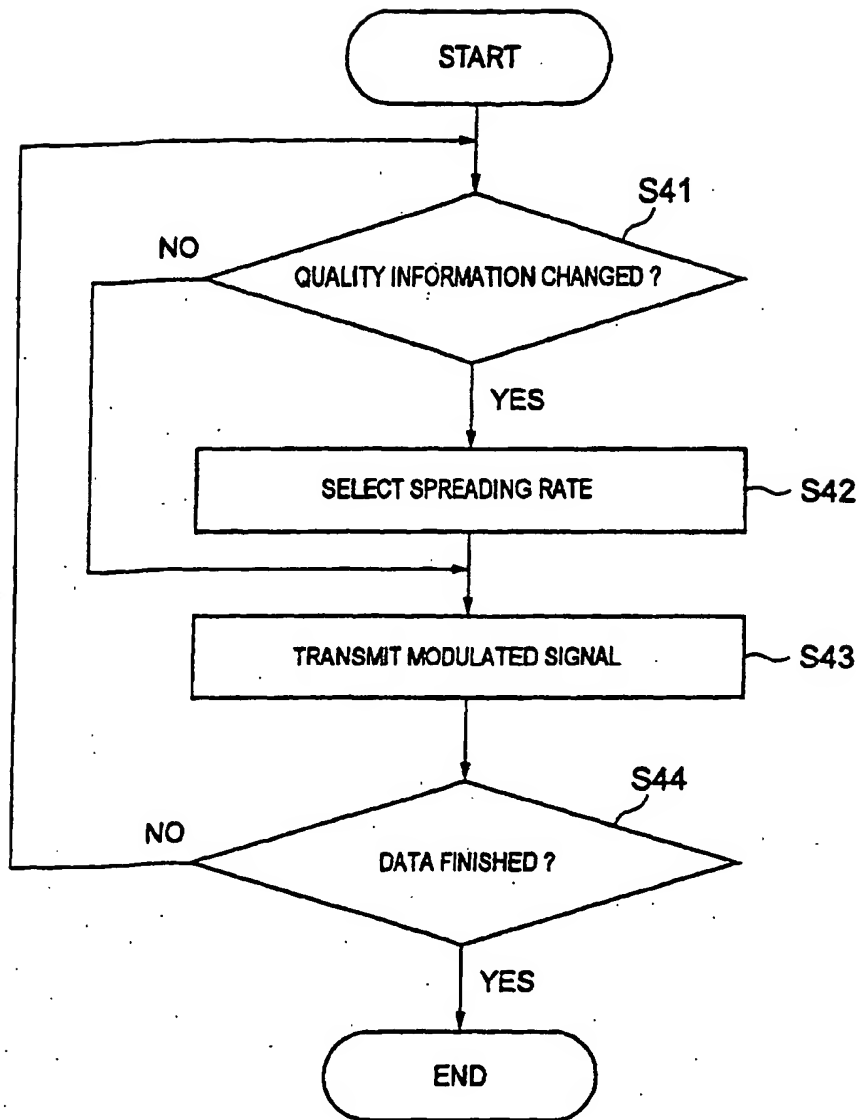 START
S41
NO
QUALITY INFORMATION CHANGED ?
YES
SELECT SPREADING RATE
S42
TRANSMIT MODULATED SIGNAL
S43
S44
NO
DATA FINISHED ?
YES
END